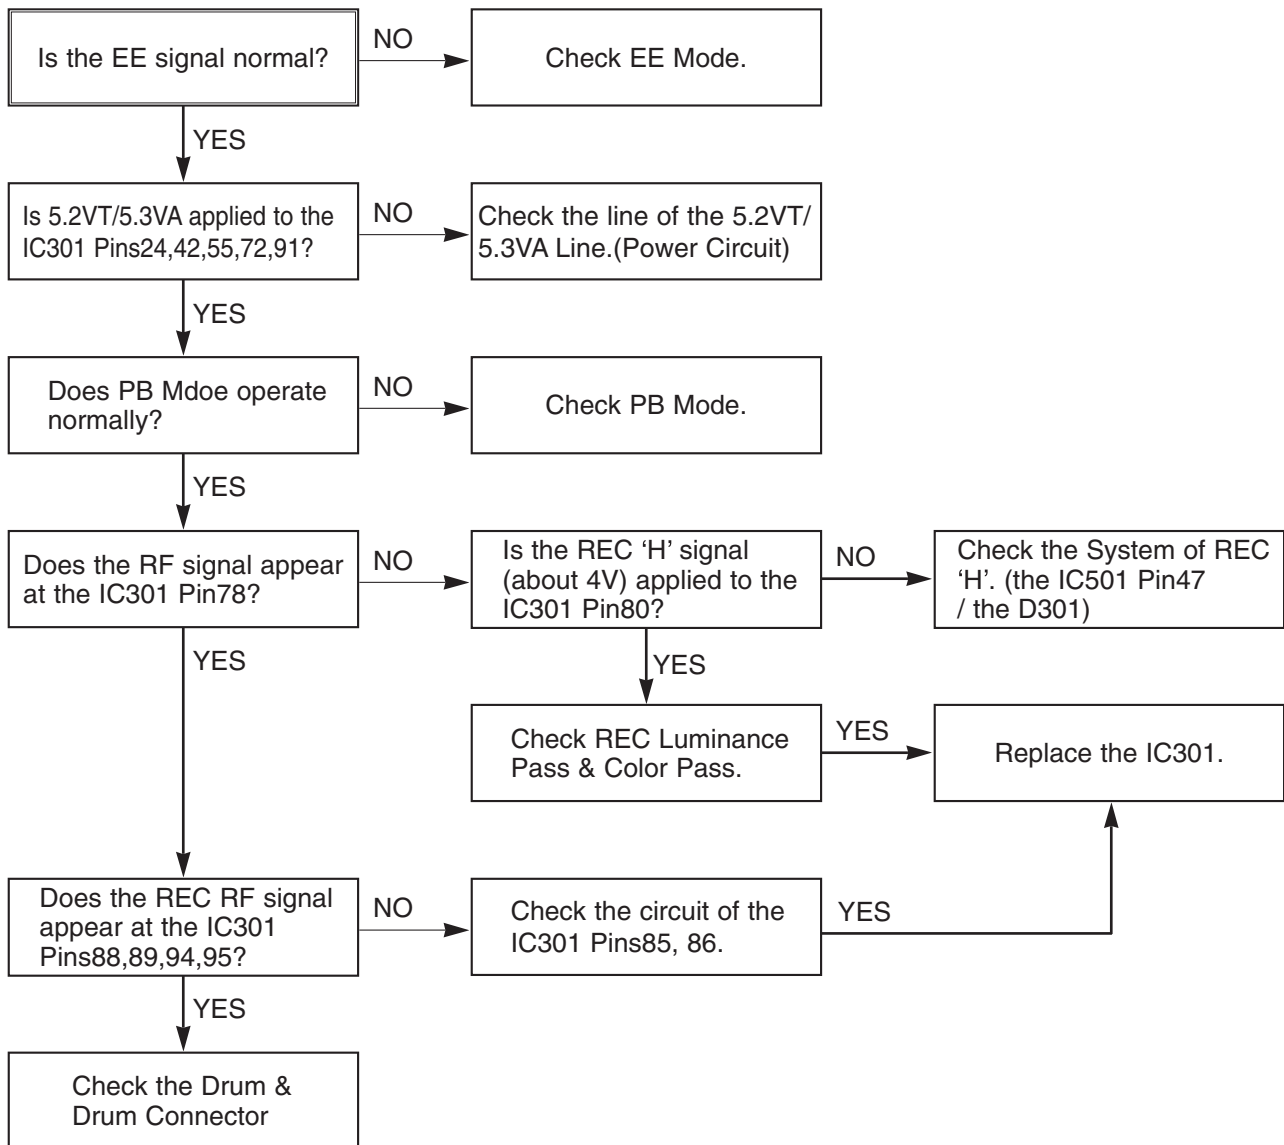 Is the EE signal normal?
NO
Check EE Mode.
YES
Is 5.2VT/5.3VA applied to the
IC301 Pins24,42,55,72,91?
NO
Check the line of the 5.2VT/
5.3VA Line.(Power Circuit)
YES
Does PB Mdoe operate
normally?
NO
Check PB Mode.
YES
Does the RF signal appear
at the IC301 Pin78?
NO
Is the REC ‘H’ signal
(about 4V) applied to the
IC301 Pin80?
NO
Check the System of REC
‘H’. (the IC501 Pin47
/ the D301)
YES
YES
Check REC Luminance
Pass & Color Pass.
YES
Replace the IC301.
Does the REC RF signal
appear at the IC301
Pins88,89,94,95?
NO
Check the circuit of the
IC301 Pins85, 86.
YES
YES
Check the Drum &
Drum Connector